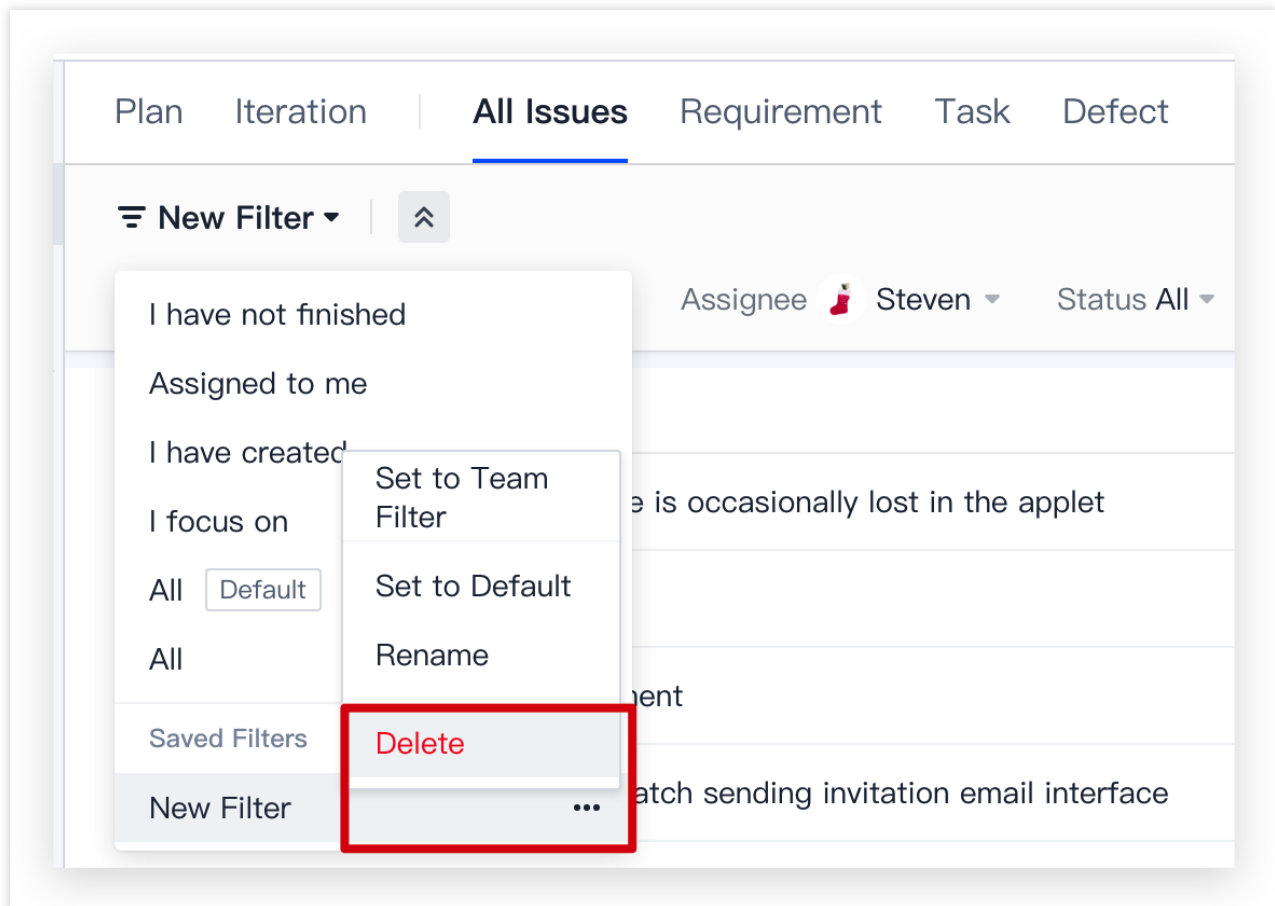 Plan Iteration All Issues Requirement Task Defect
New Filter
Assignee Steven Status All
I have not finished
Assigned to me
I have created
I focus on
All Default
All
Saved Filters
New Filter
Set to Team
Filter
Set to Default
Rename
Delete
is occasionally lost in the applet
sending invitation email interface